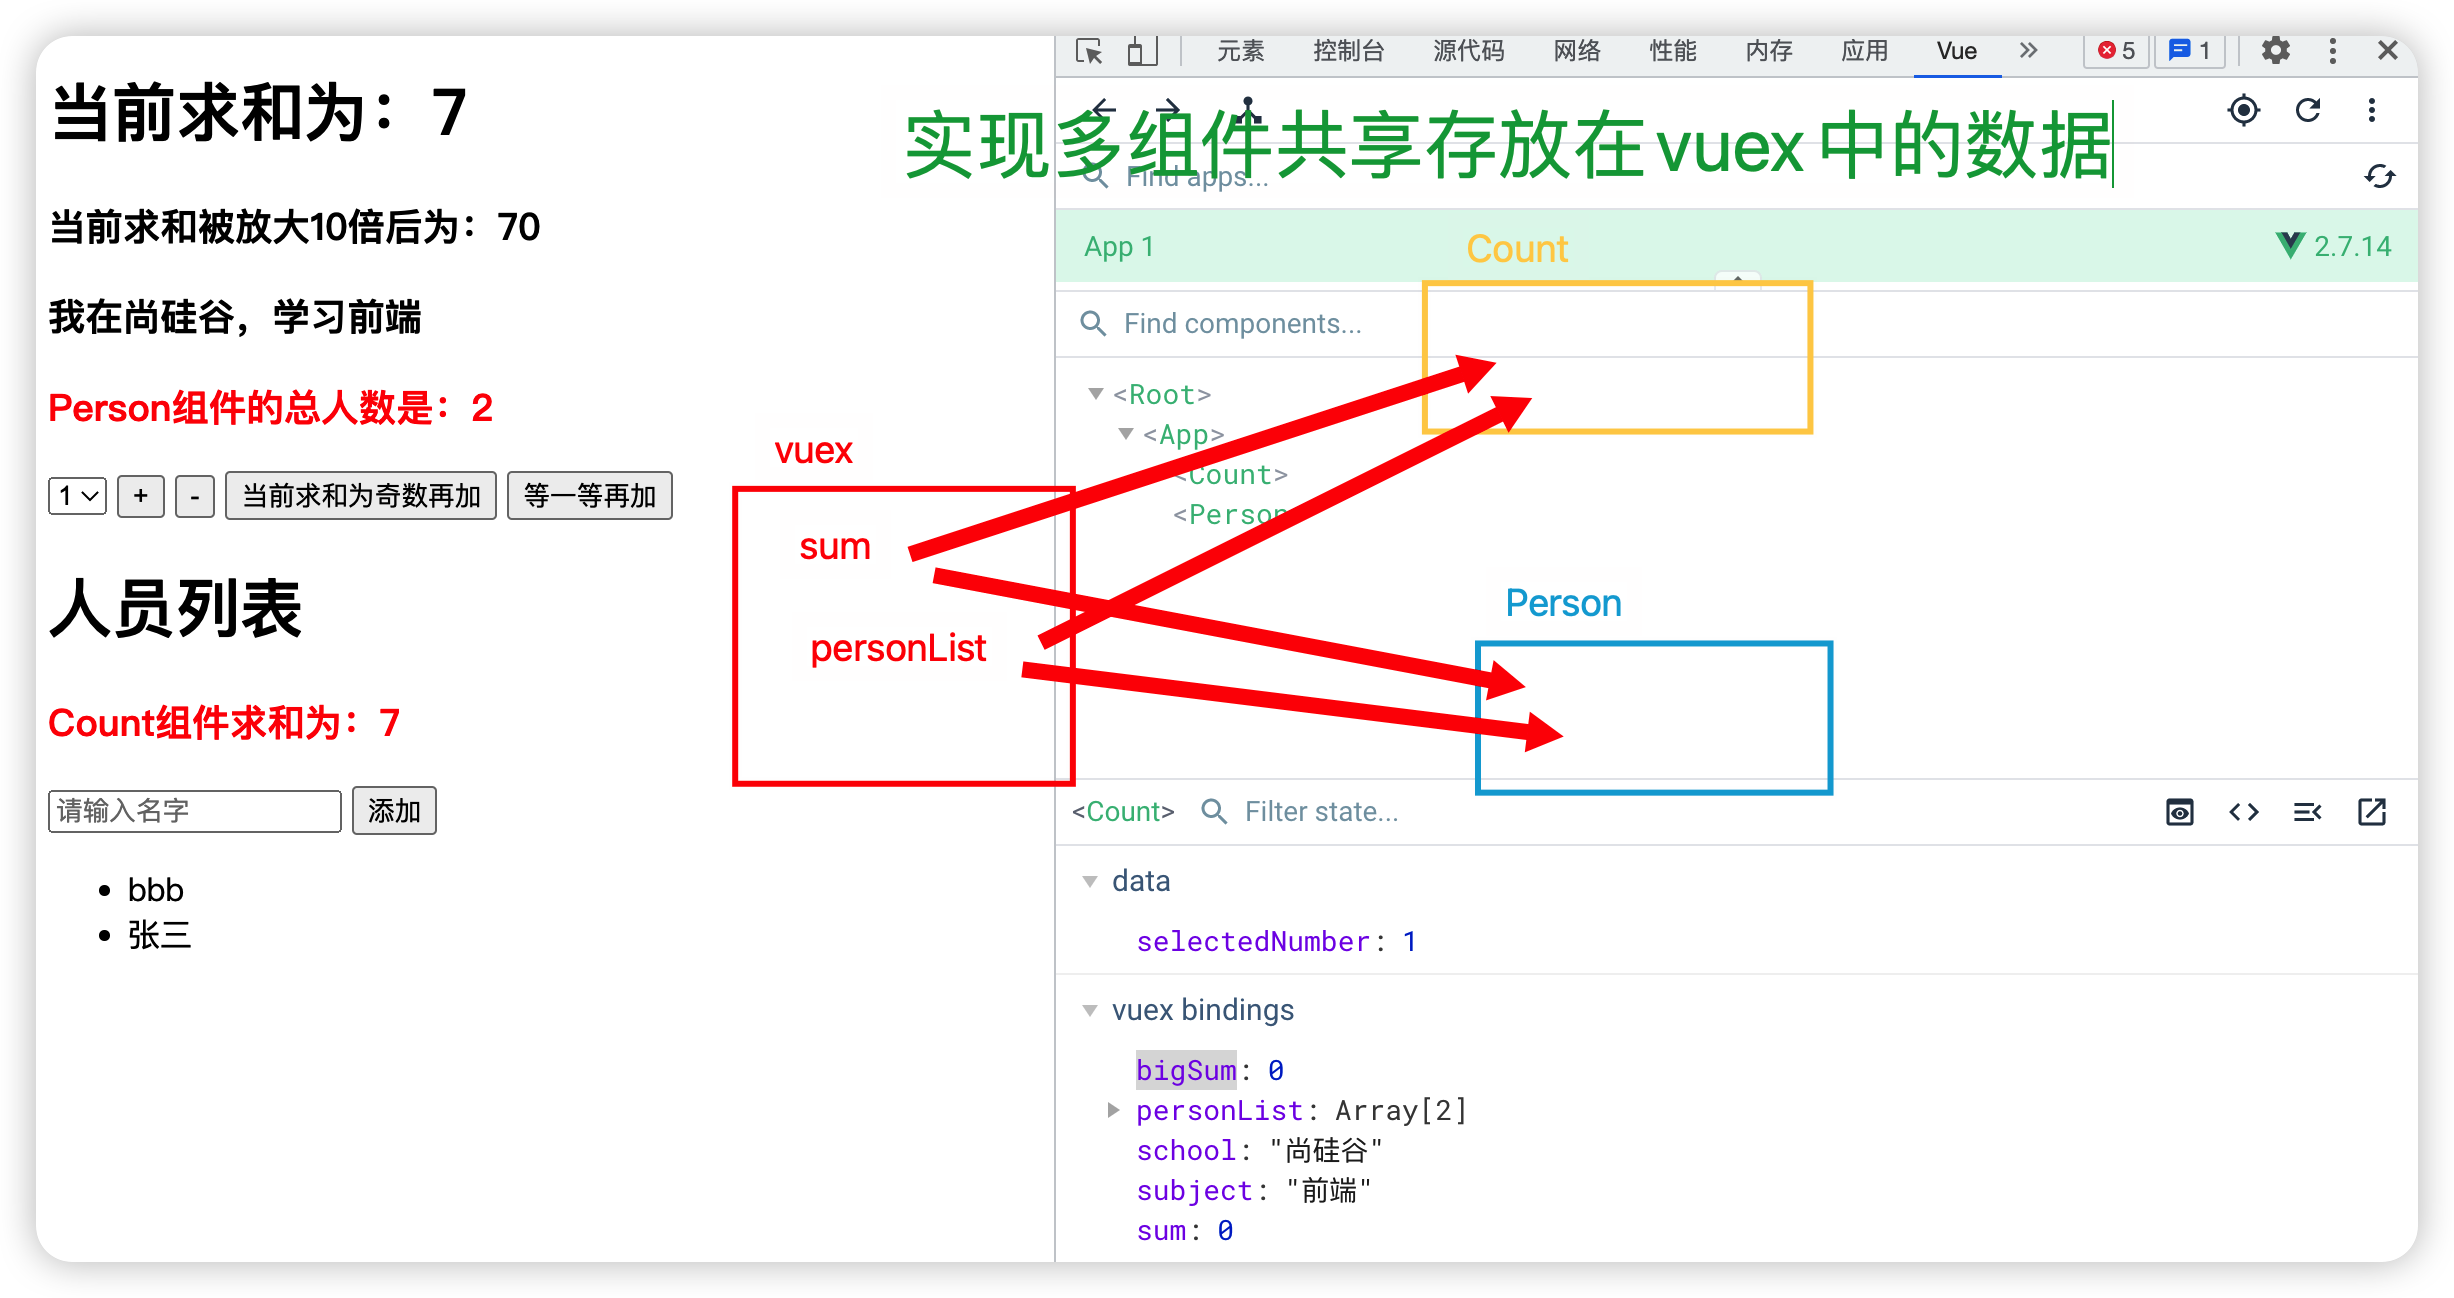 当前求和为：7
当前求和被放大10倍后为：70
我在尚硅谷，学习前端
Person组件的总人数是：2
1 + - 当前求和为奇数再加 等一等再加
人员列表
Count组件求和为：7
请输入名字 添加
bbb
张三
vuex
sum
personList
元素 控制台 源代码 网络 性能 内存 应用 Vue 5 1
实现多组件共享存放在vuex中的数据
Find apps...
App 1 2.7.14
Count
Find components...
<Root>
<App>
<Count>
<Person
Person
<Count> Filter state...
data
selectedNumber: 1
vuex bindings
bigSum: 0
personList: Array[2]
school: "尚硅谷"
subject: "前端"
sum: 0